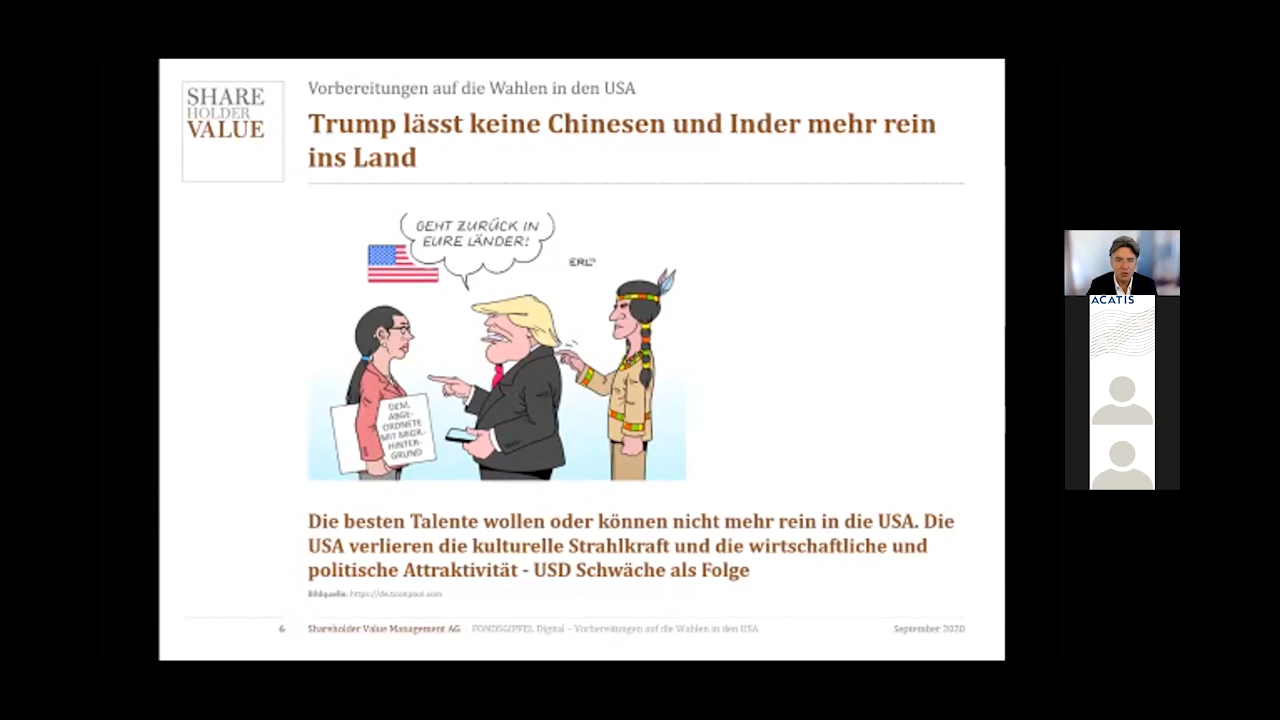 SHARE
HOLDER
VALUE
Vorbereitungen auf die Wahlen in den USA
Trump lässt keine Chinesen und Inder mehr rein
ins Land
GEHT ZURÜCK IN
EURE LÄNDER!
ERL
DEM.
ABGE-
ORDNETE
MIT MIGR.
HINTER-
GRUND
Die besten Talente wollen oder können nicht mehr rein in die USA. Die
USA verlieren die kulturelle Strahlkraft und die wirtschaftliche und
politische Attraktivität - USD Schwäche als Folge
Bildquelle: https://de.toonpool.com
6 Shareholder Value Management AG | FONDSGIPFEL Digital – Vorbereitungen auf die Wahlen in den USA September 2020
ACATIS